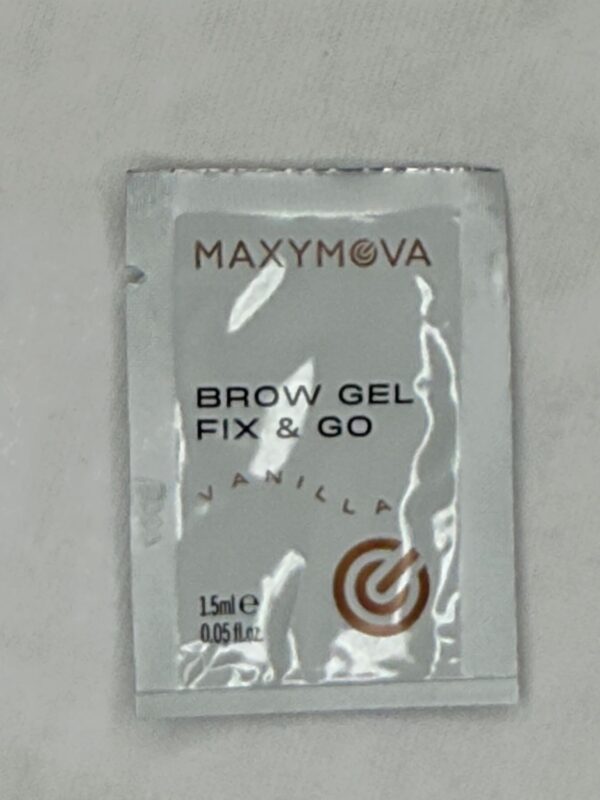 MAXYMOVA
BROW GEL
FIX & GO
VANILLA
1.5ml ℮
0.05 fl.oz.